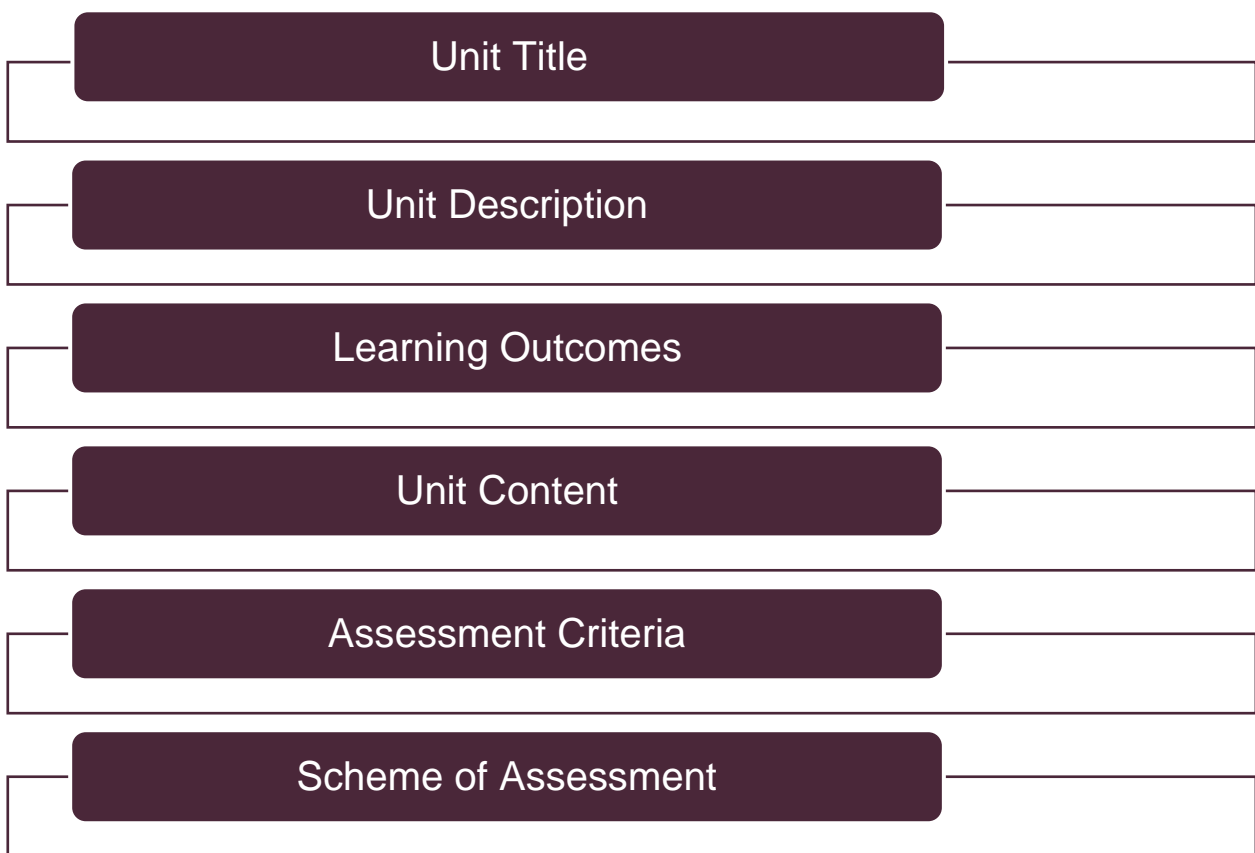 Unit Title
Unit Description
Learning Outcomes
Unit Content
Assessment Criteria
Scheme of Assessment